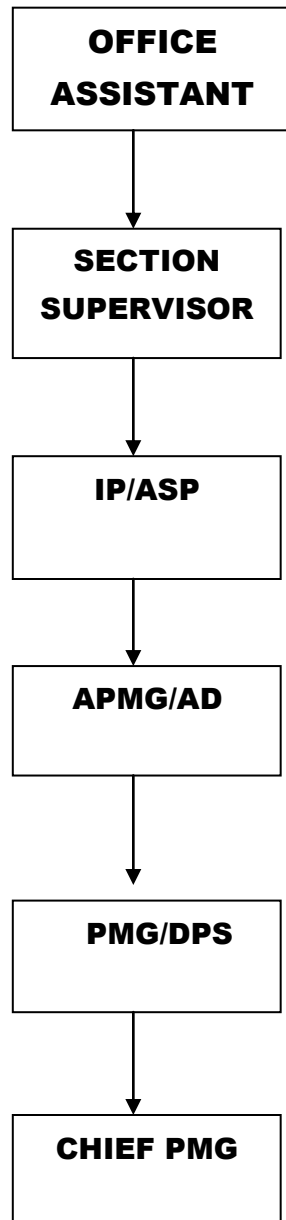 OFFICE
ASSISTANT
SECTION
SUPERVISOR
IP/ASP
APMG/AD
PMG/DPS
CHIEF PMG